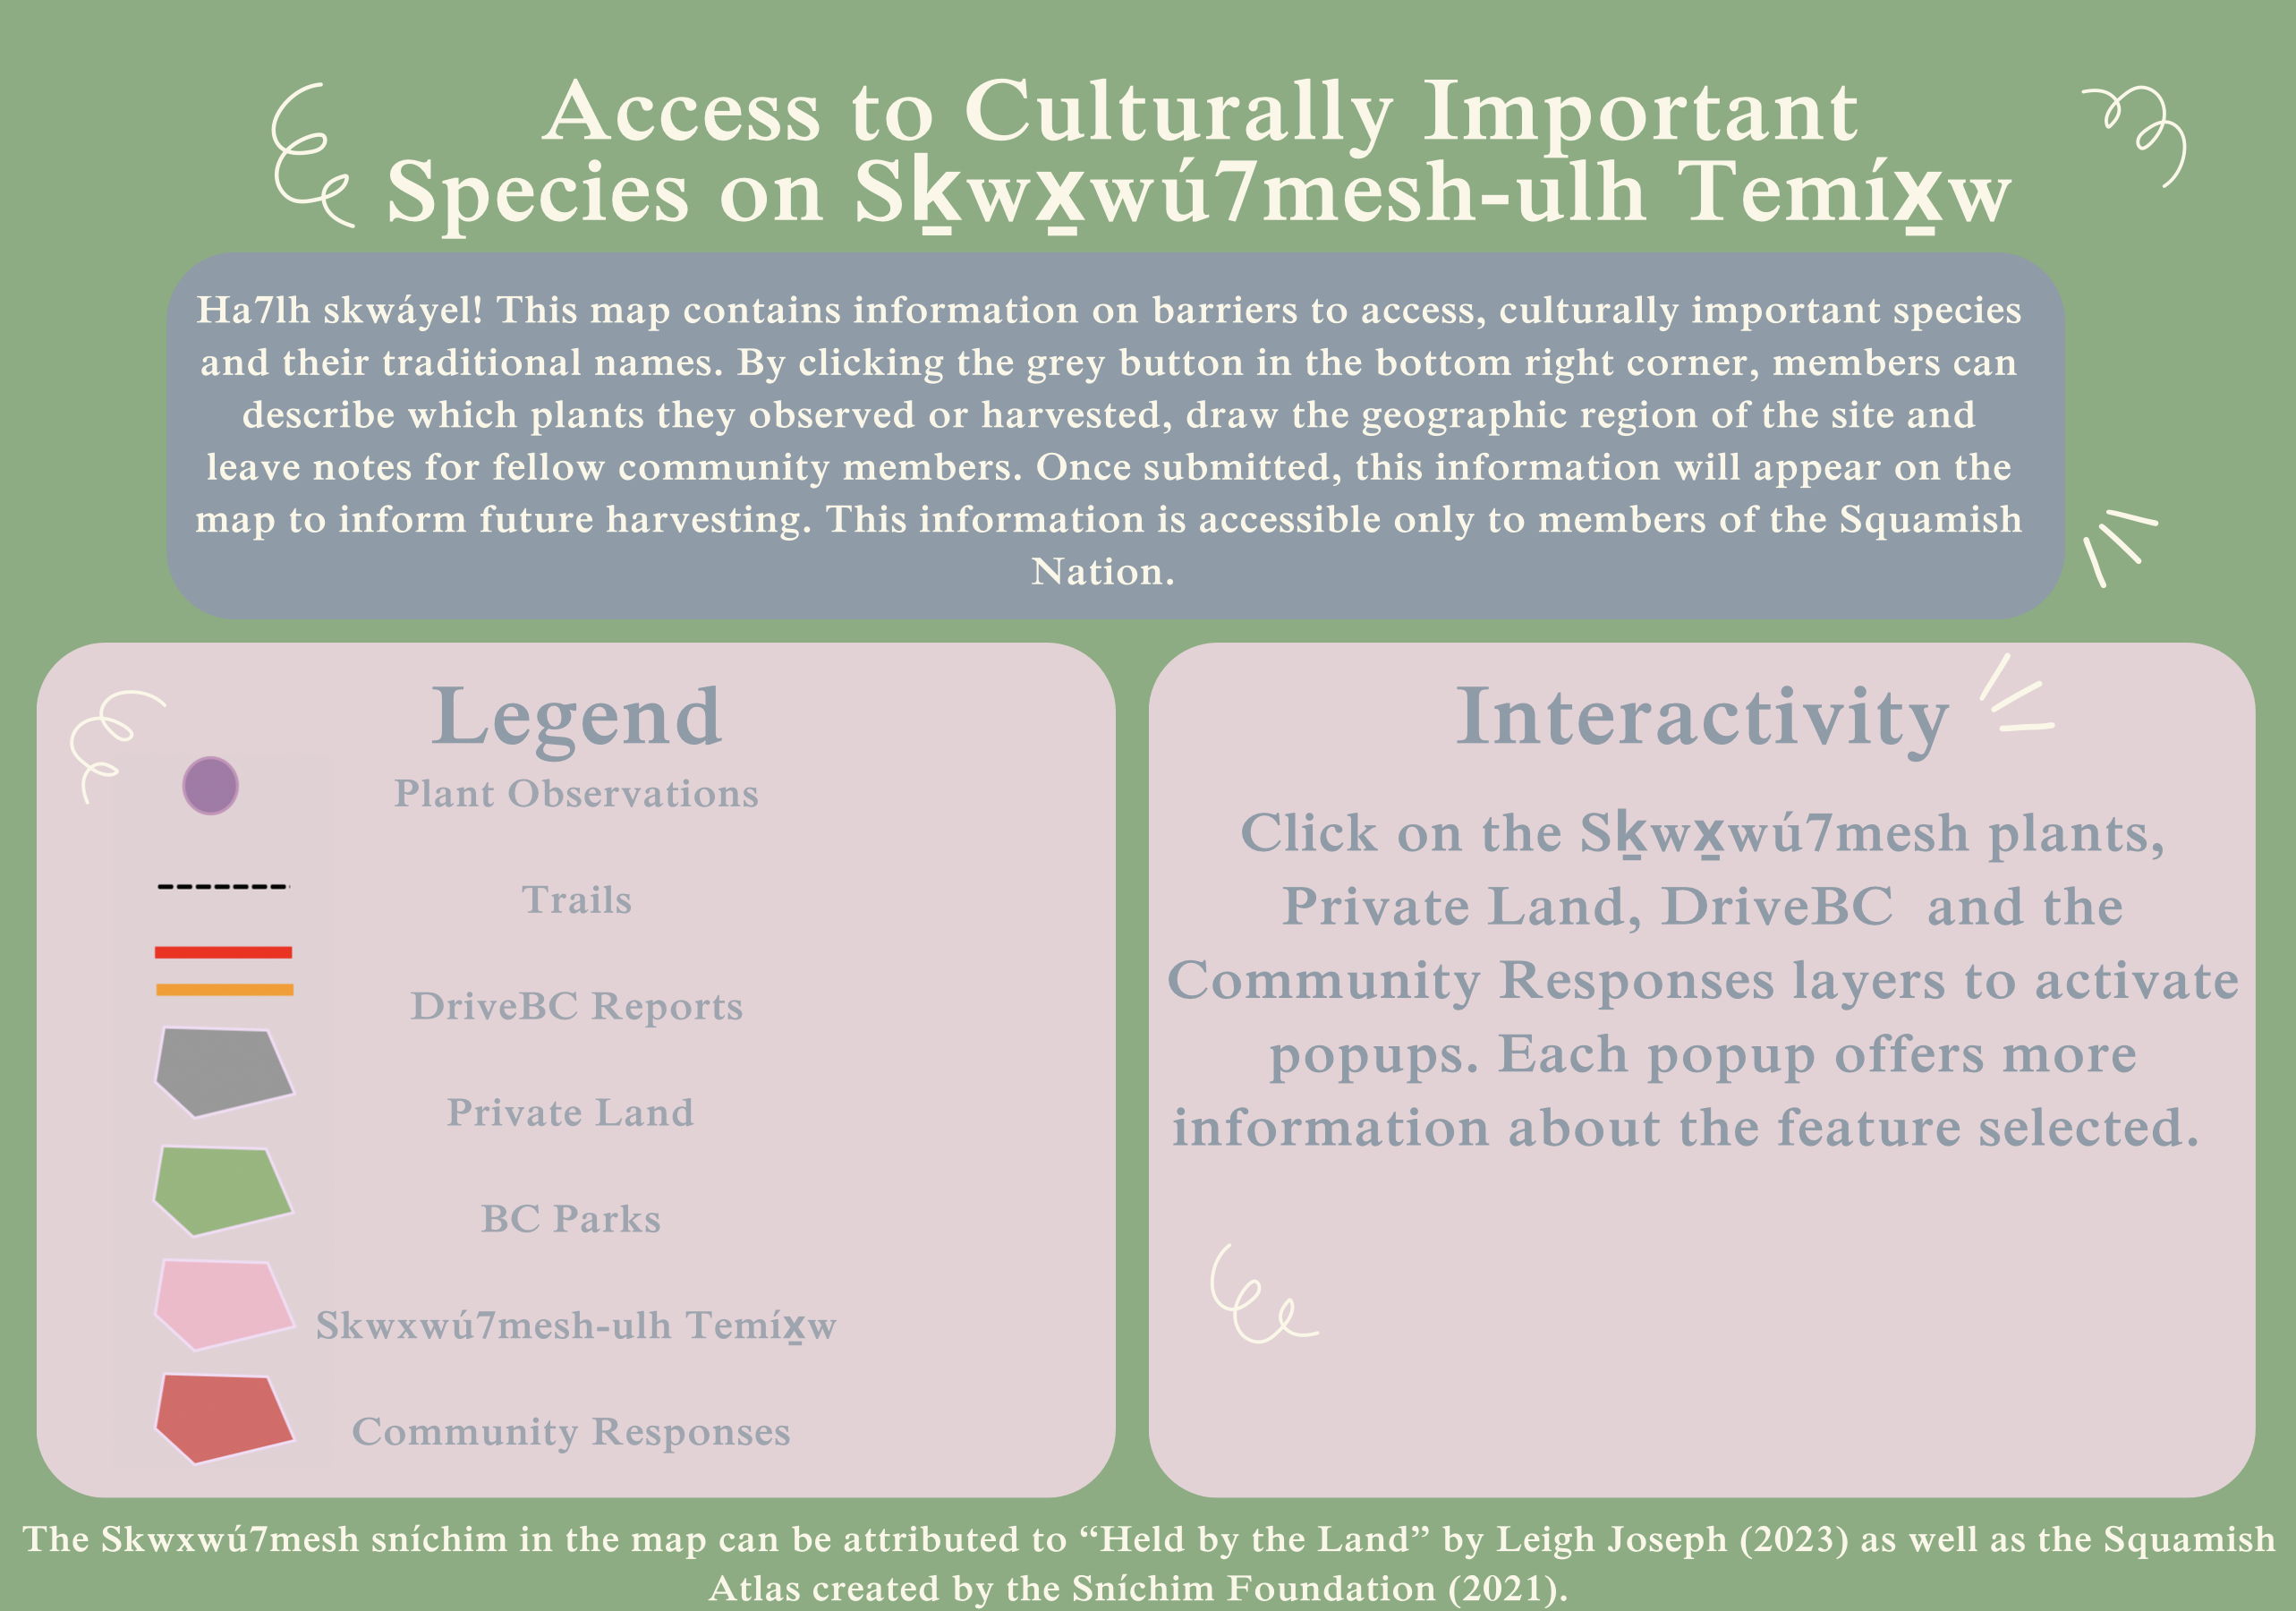 Access to Culturally Important
Species on Sḵwx̱wú7mesh-ulh Temíx̱w
Ha7lh skwáyel! This map contains information on barriers to access, culturally important species
and their traditional names. By clicking the grey button in the bottom right corner, members can
describe which plants they observed or harvested, draw the geographic region of the site and
leave notes for fellow community members. Once submitted, this information will appear on the
map to inform future harvesting. This information is accessible only to members of the Squamish
Nation.
Legend
Plant Observations
Trails
DriveBC Reports
Private Land
BC Parks
Skwxwú7mesh-ulh Temíx̱w
Community Responses
Interactivity
Click on the Sḵwx̱wú7mesh plants,
Private Land, DriveBC and the
Community Responses layers to activate
popups. Each popup offers more
information about the feature selected.
The Skwxwú7mesh sníchim in the map can be attributed to “Held by the Land” by Leigh Joseph (2023) as well as the Squamish
Atlas created by the Sníchim Foundation (2021).